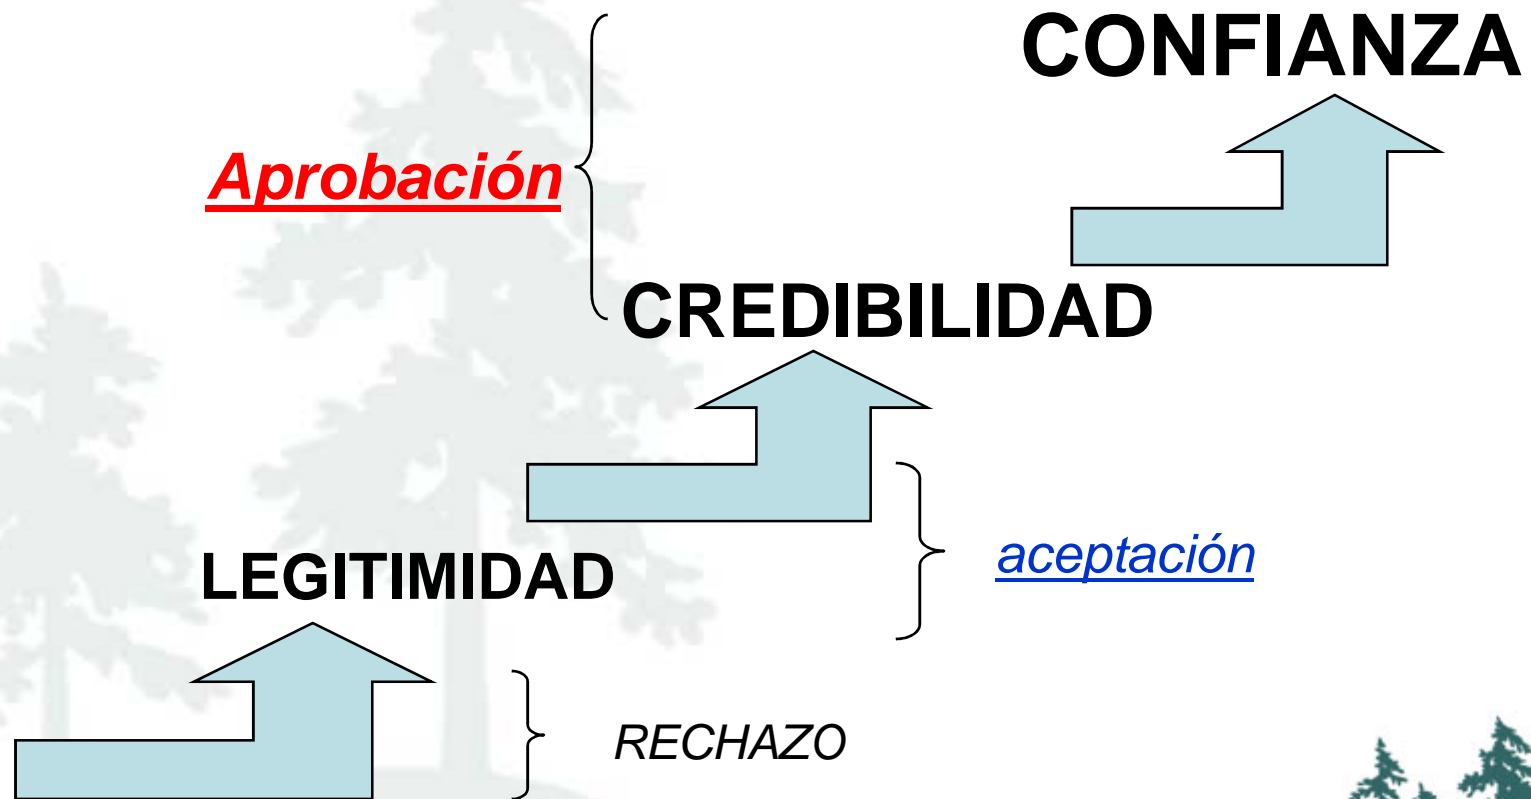 CONFIANZA
Aprobación
CREDIBILIDAD
aceptación
LEGITIMIDAD
RECHAZO